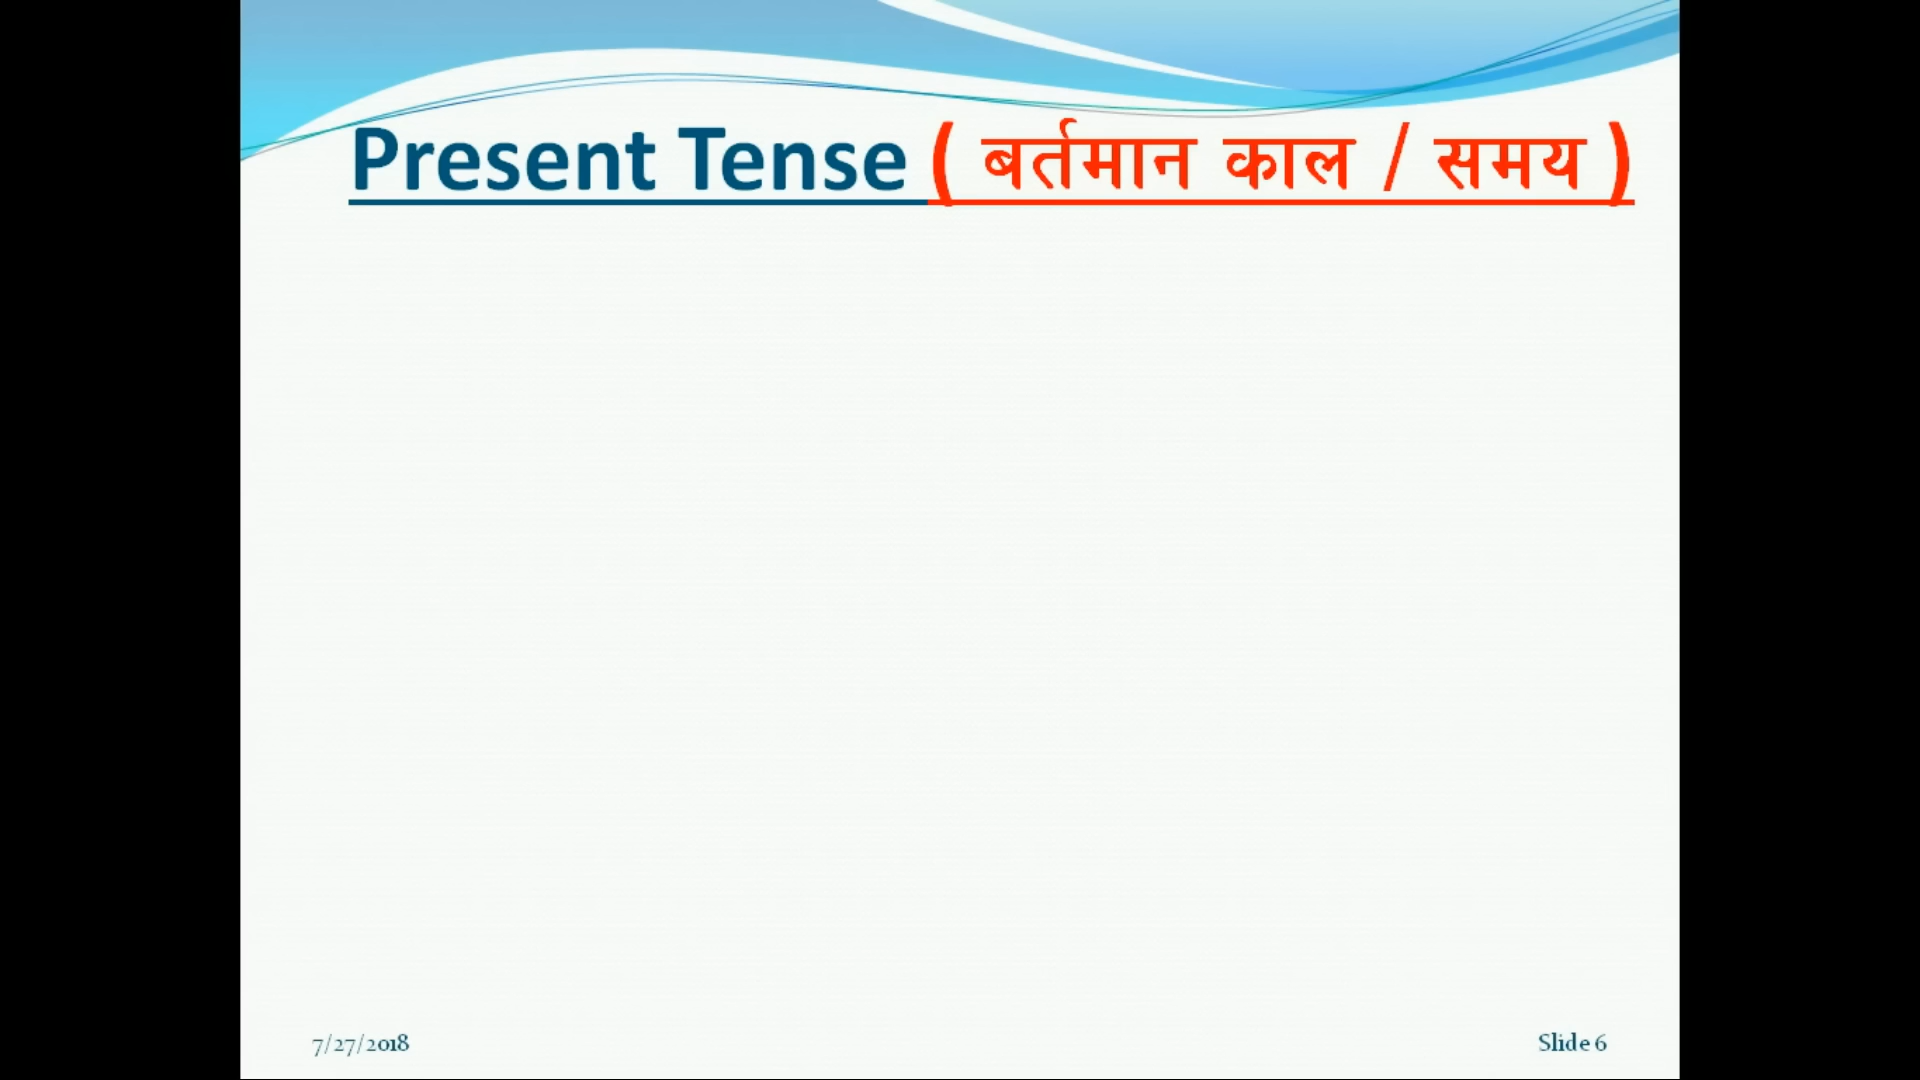 Present Tense ( बर्तमान काल / समय )
7/27/2018
Slide 6